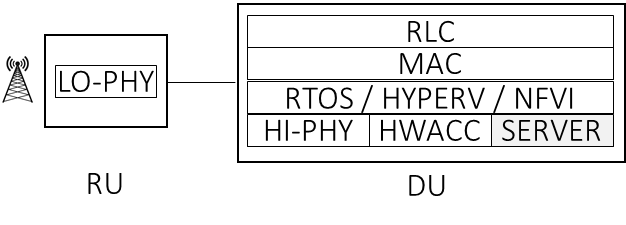 LO-PHY
RU
RLC
MAC
RTOS / HYPERV / NFVI
HI-PHY HWACC SERVER
DU